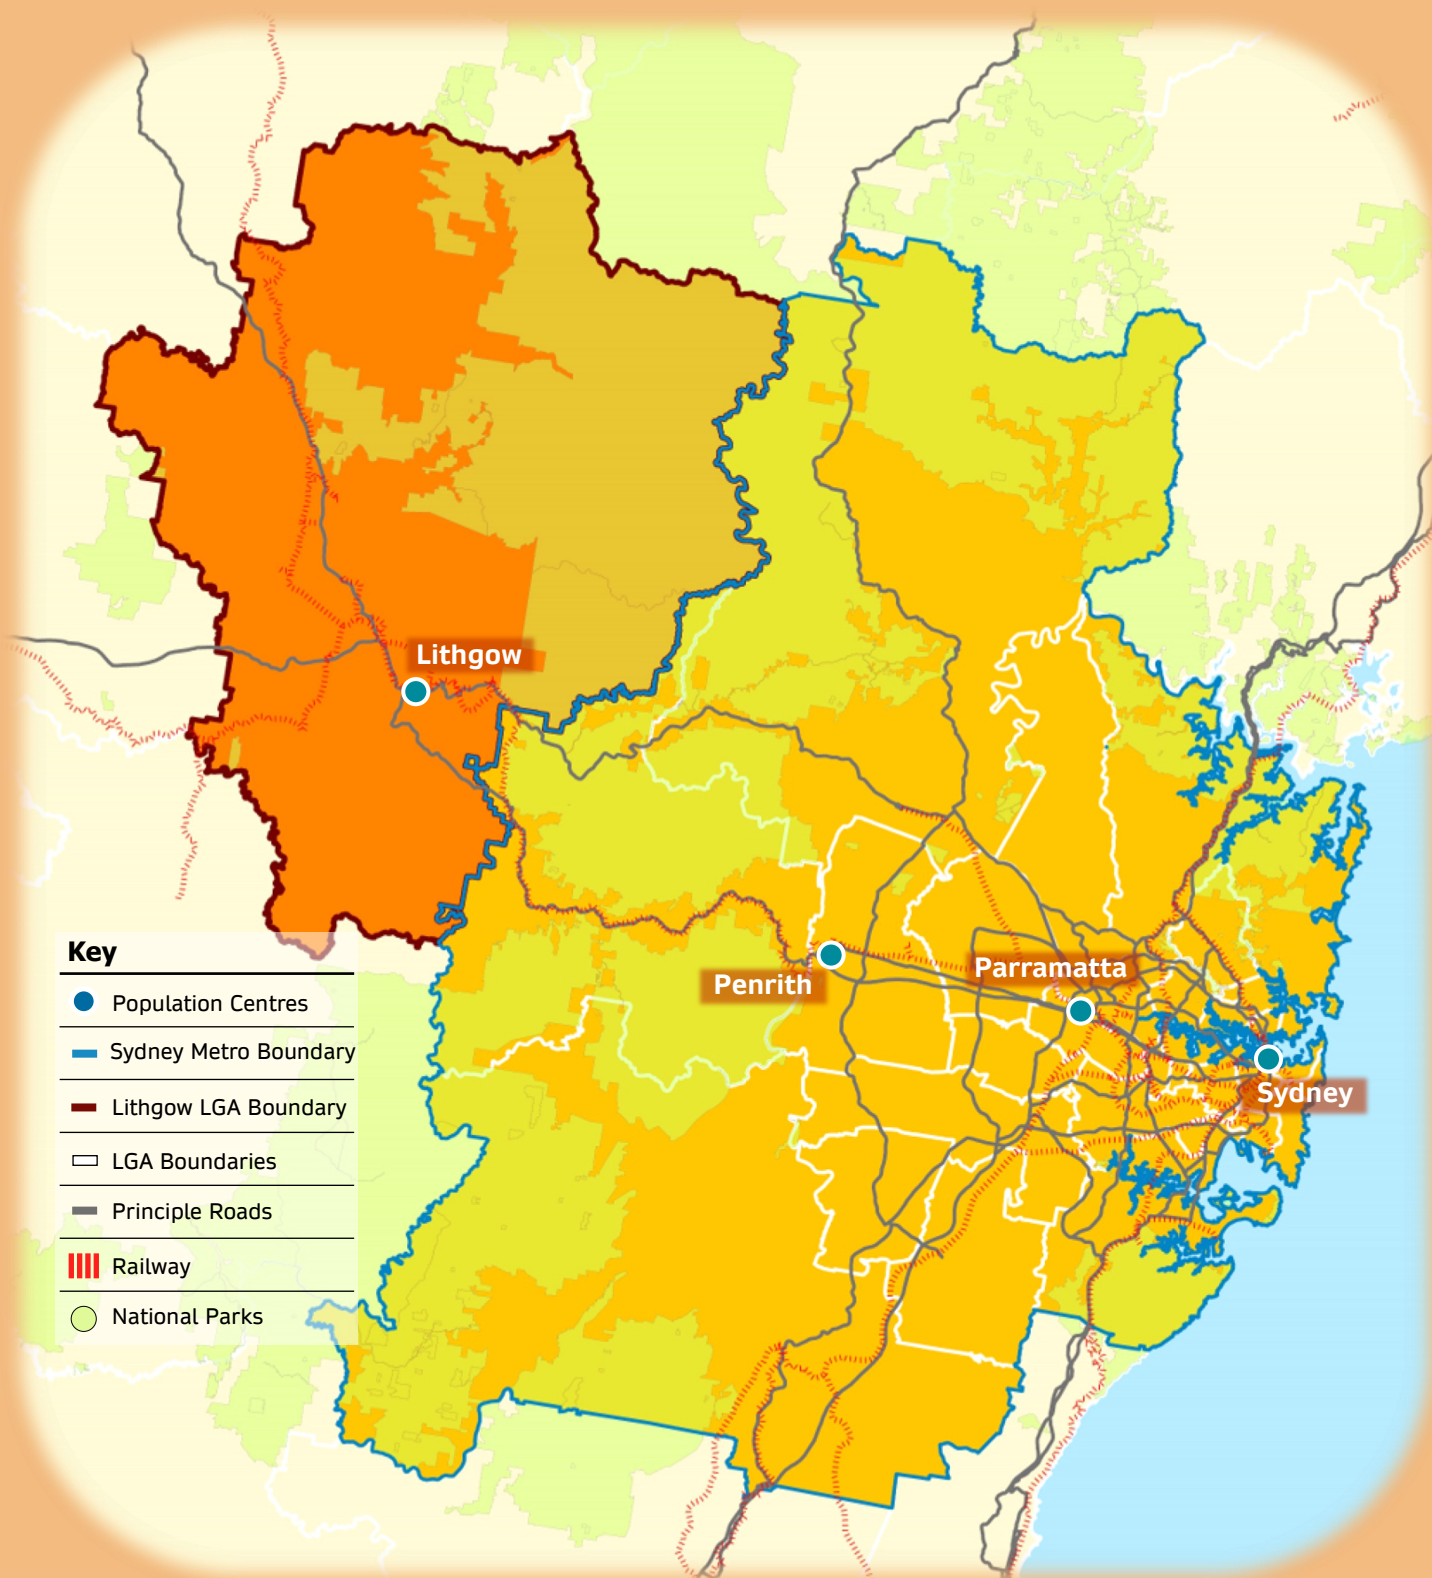 Lithgow
Penrith
Parramatta
Sydney
Key
Population Centres
Sydney Metro Boundary
Lithgow LGA Boundary
LGA Boundaries
Principle Roads
Railway
National Parks